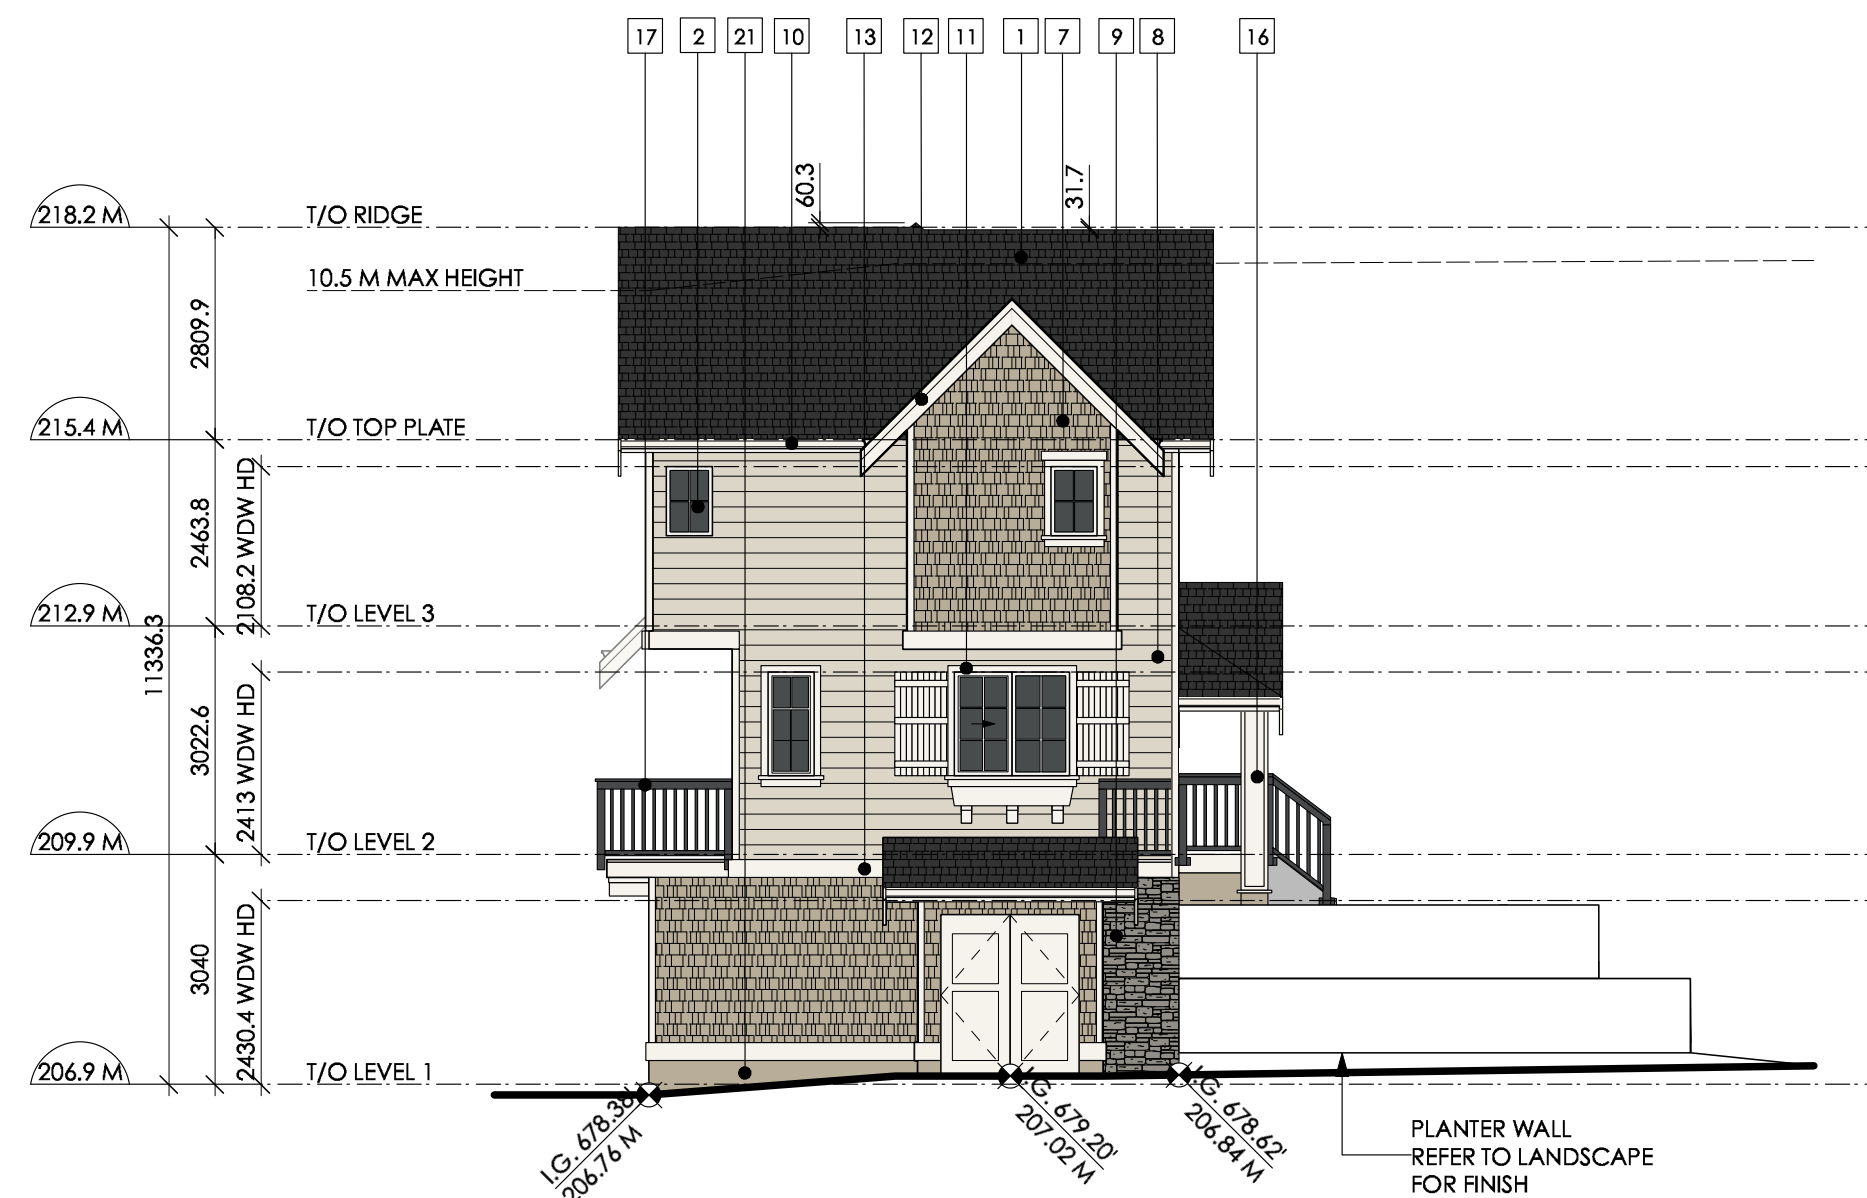 17 2 21 10 13 12 11 1 7 9 8 16
60.3
31.7
218.2 M
T/O RIDGE
10.5 M MAX HEIGHT
2809.9
215.4 M
T/O TOP PLATE
2463.8
2108.2 WDW HD
212.9 M
T/O LEVEL 3
11336.3
3022.6
2413 WDW HD
209.9 M
T/O LEVEL 2
3040
2430.4 WDW HD
206.9 M
T/O LEVEL 1
I.G. 678.38'
206.76 M
I.G. 679.20'
207.02 M
I.G. 678.62'
206.84 M
PLANTER WALL
REFER TO LANDSCAPE
FOR FINISH